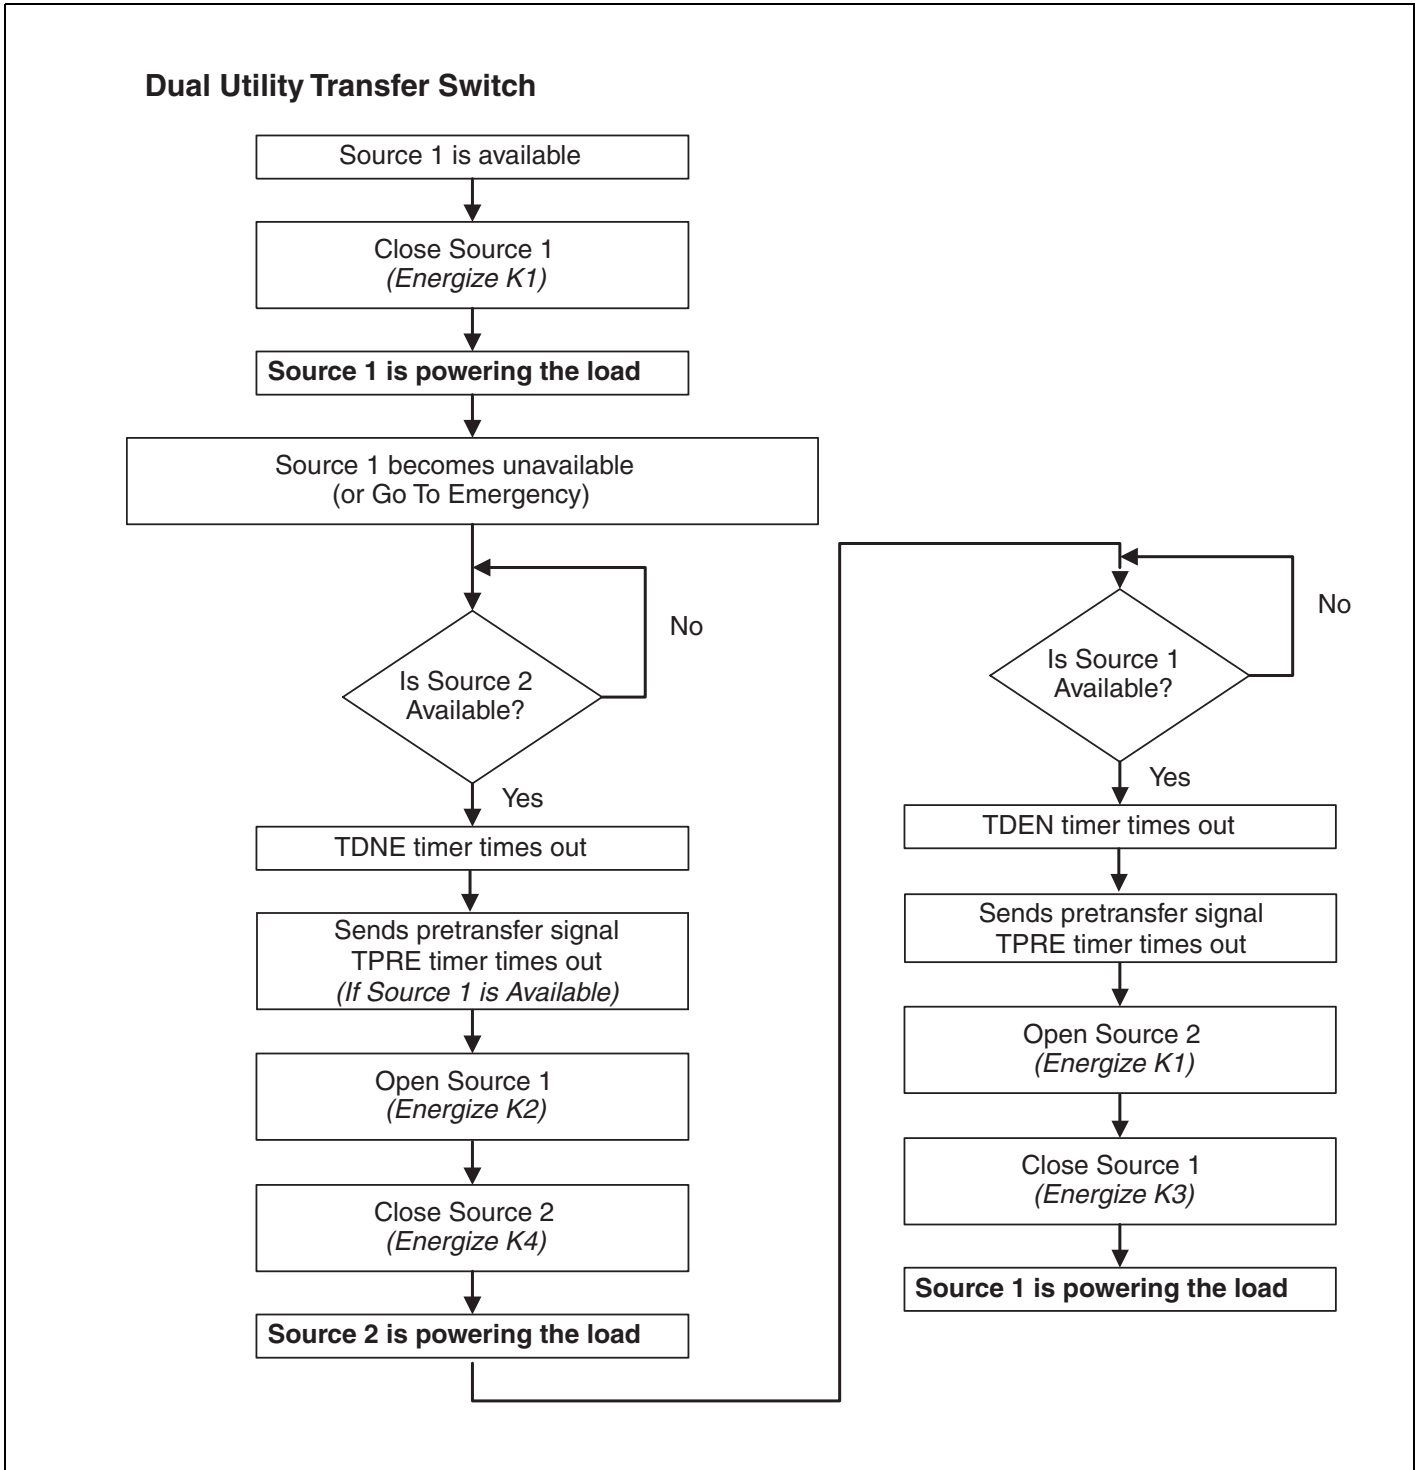 Dual Utility Transfer Switch
Source 1 is available
Close Source 1
(Energize K1)
Source 1 is powering the load
Source 1 becomes unavailable
(or Go To Emergency)
No
Is Source 2
Available?
Yes
TDNE timer times out
Sends pretransfer signal
TPRE timer times out
(If Source 1 is Available)
Open Source 1
(Energize K2)
Close Source 2
(Energize K4)
Source 2 is powering the load
No
Is Source 1
Available?
Yes
TDEN timer times out
Sends pretransfer signal
TPRE timer times out
Open Source 2
(Energize K1)
Close Source 1
(Energize K3)
Source 1 is powering the load